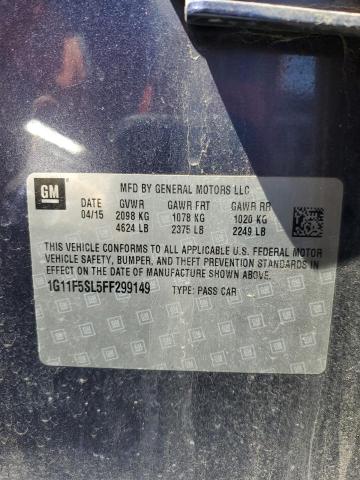 GM
MFD BY GENERAL MOTORS LLC
DATE GVWR GAWR FRT GAWR RR
04/15 2098 KG 1078 KG 1020 KG
4624 LB 2375 LB 2249 LB
THIS VEHICLE CONFORMS TO ALL APPLICABLE U.S. FEDERAL MOTOR
VEHICLE SAFETY, BUMPER, AND THEFT PREVENTION STANDARDS IN
EFFECT ON THE DATE OF MANUFACTURE SHOWN ABOVE.
1G11F5SL5FF299149 TYPE: PASS CAR